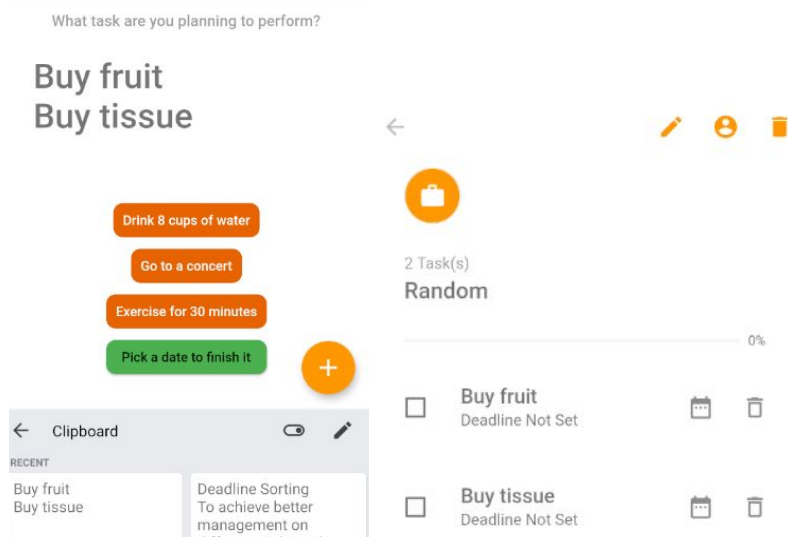 What task are you planning to perform?
Buy fruit
Buy tissue
Drink 8 cups of water
Go to a concert
Exercise for 30 minutes
Pick a date to finish it
Clipboard
RECENT
Buy fruit
Buy tissue
Deadline Sorting
To achieve better
management on
2 Task(s)
Random
0%
Buy fruit
Deadline Not Set
Buy tissue
Deadline Not Set